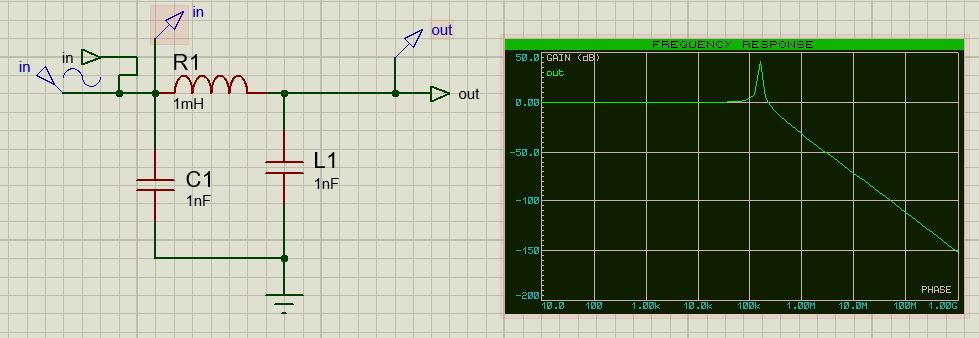 in
in
in
R1
1mH
out
out
C1
1nF
L1
1nF
FREQUENCY RESPONSE
GAIN (dB)
out
50.0
0.00
-50.0
-100
-150
-200
PHASE
10.0 100 1.00k 10.0k 100k 1.00M 10.0M 100M 1.00G